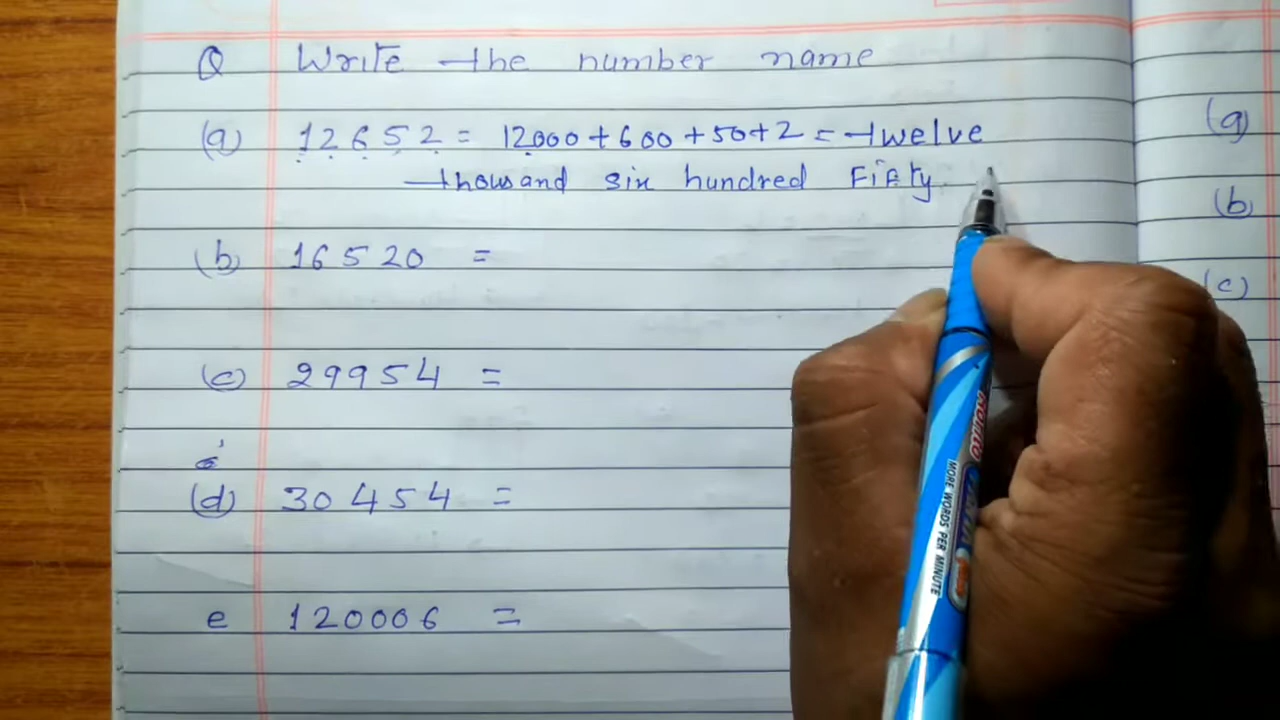 Q Write the number name
(a) 12652 = 12000 + 600 + 50 + 2 = twelve
thousand six hundred Fifty
(b) 16520 =
(c) 29954 =
(d) 30454 =
e 120006 =
(a)
(b)
(c)
MORE WORDS PER MINUTE